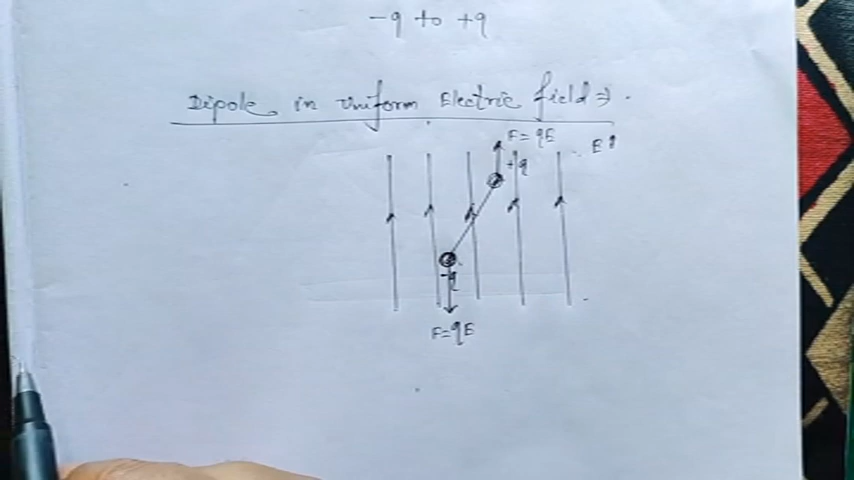 -q to +q
Dipole in Uniform Electric field ⇒ .
F = qE
+q
E
-q
F = qE